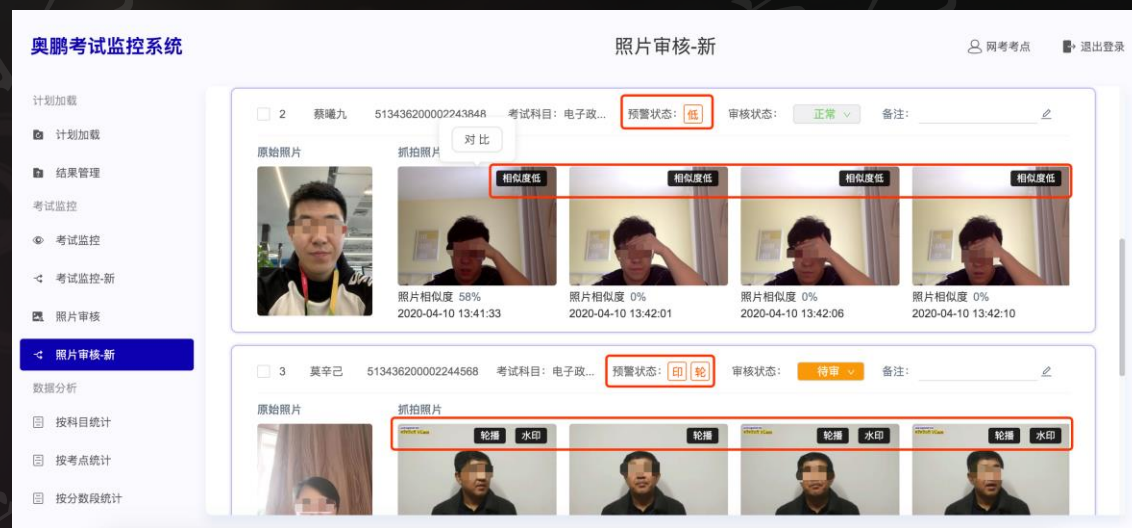 奥鹏考试监控系统
照片审核-新
网考考点
退出登录
计划加载
计划加载
结果管理
考试监控
考试监控
考试监控-新
照片审核
照片审核-新
数据分析
按科目统计
按考点统计
按分数段统计
2 蔡曦九 513436200002243848 考试科目：电子政... 预警状态：低 审核状态：正常 备注：
对比
原始照片 抓拍照片
相似度低 相似度低 相似度低 相似度低
照片相似度 58% 照片相似度 0% 照片相似度 0% 照片相似度 0%
2020-04-10 13:41:33 2020-04-10 13:42:01 2020-04-10 13:42:06 2020-04-10 13:42:10
3 莫辛己 513436200002244568 考试科目：电子政... 预警状态：印 轮 审核状态：待审 备注：
原始照片 抓拍照片
轮播 水印 轮播 轮播 水印 轮播 水印